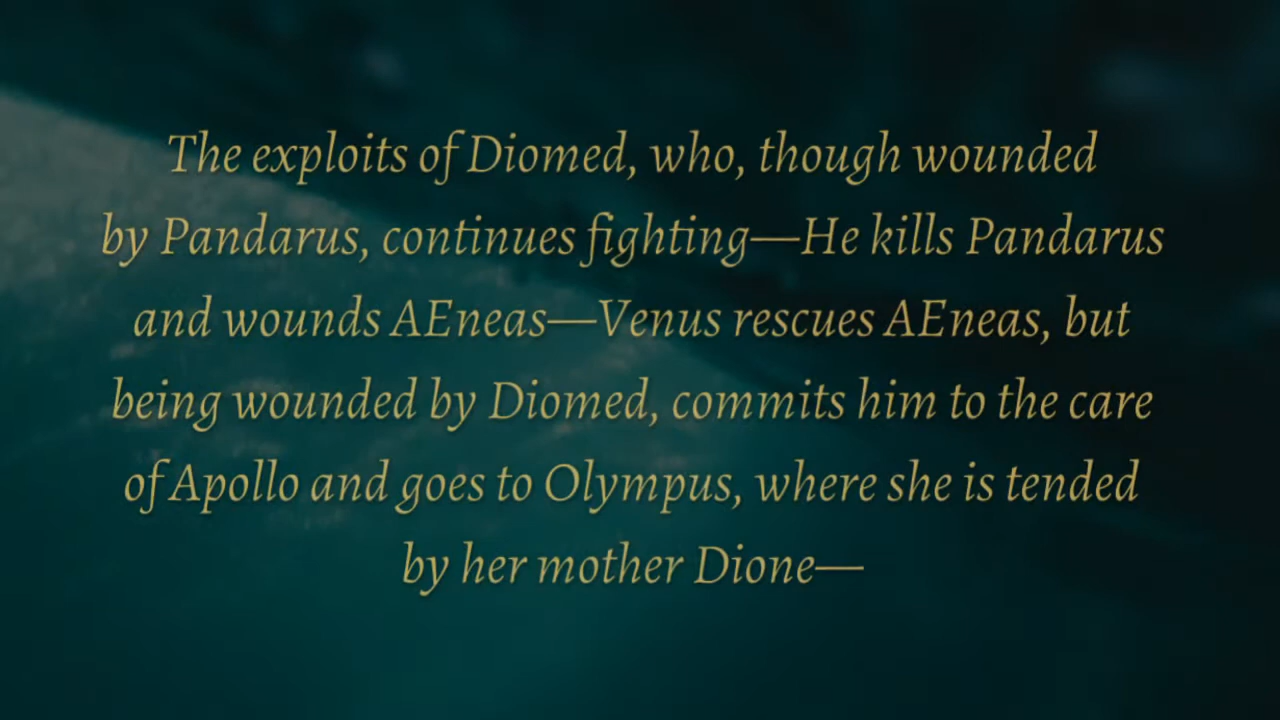 The exploits of Diomed, who, though wounded
by Pandarus, continues fighting—He kills Pandarus
and wounds AEneas—Venus rescues AEneas, but
being wounded by Diomed, commits him to the care
of Apollo and goes to Olympus, where she is tended
by her mother Dione—